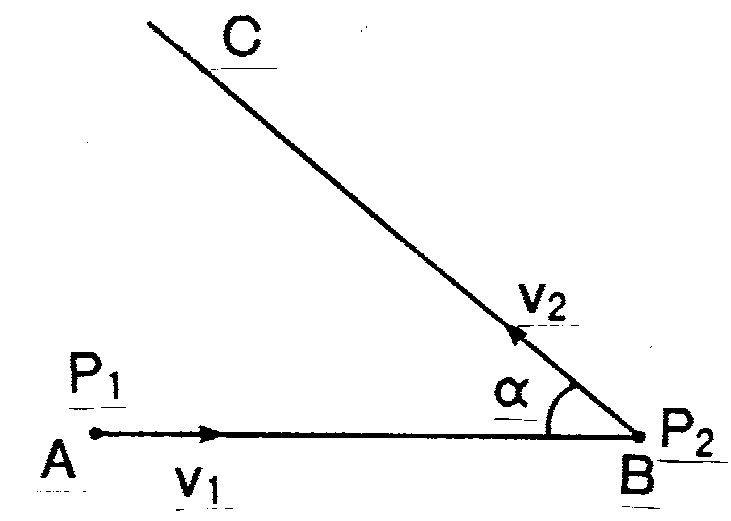 C
v₂
P₁
α
P₂
A
v₁
B